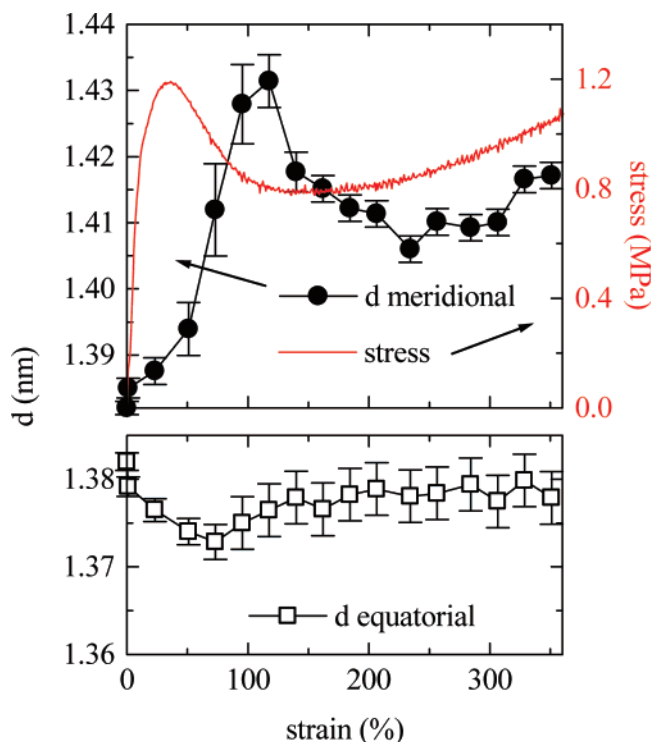 1.44
1.43
1.42
1.41
1.40
1.39
d (nm)
1.2
0.8
0.4
0.0
stress (MPa)
d meridional
stress
1.38
1.37
1.36
d equatorial
0 100 200 300
strain (%)